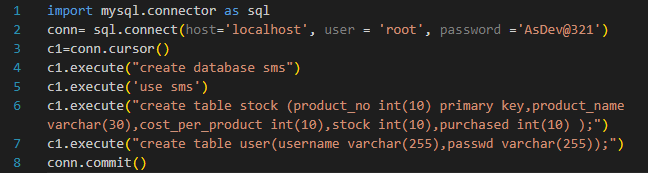 1 import mysql.connector as sql
2 conn= sql.connect(host='localhost', user = 'root', password ='AsDev@321')
3 c1=conn.cursor()
4 c1.execute("create database sms")
5 c1.execute('use sms')
6 c1.execute("create table stock (product_no int(10) primary key,product_name
varchar(30),cost_per_product int(10),stock int(10),purchased int(10) );")
7 c1.execute("create table user(username varchar(255),passwd varchar(255));")
8 conn.commit()